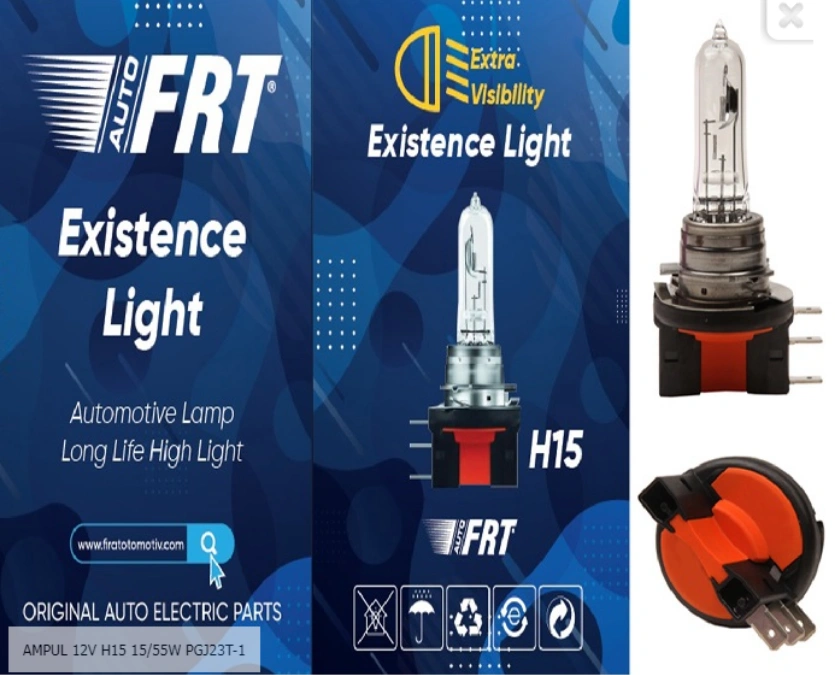 AUTO FRT®
Existence
Light
Automotive Lamp
Long Life High Light
www.firatotomotiv.com
ORIGINAL AUTO ELECTRIC PARTS
AMPUL 12V H15 15/55W PGJ23T-1
Extra
Visibility
Existence Light
H15
AUTO FRT